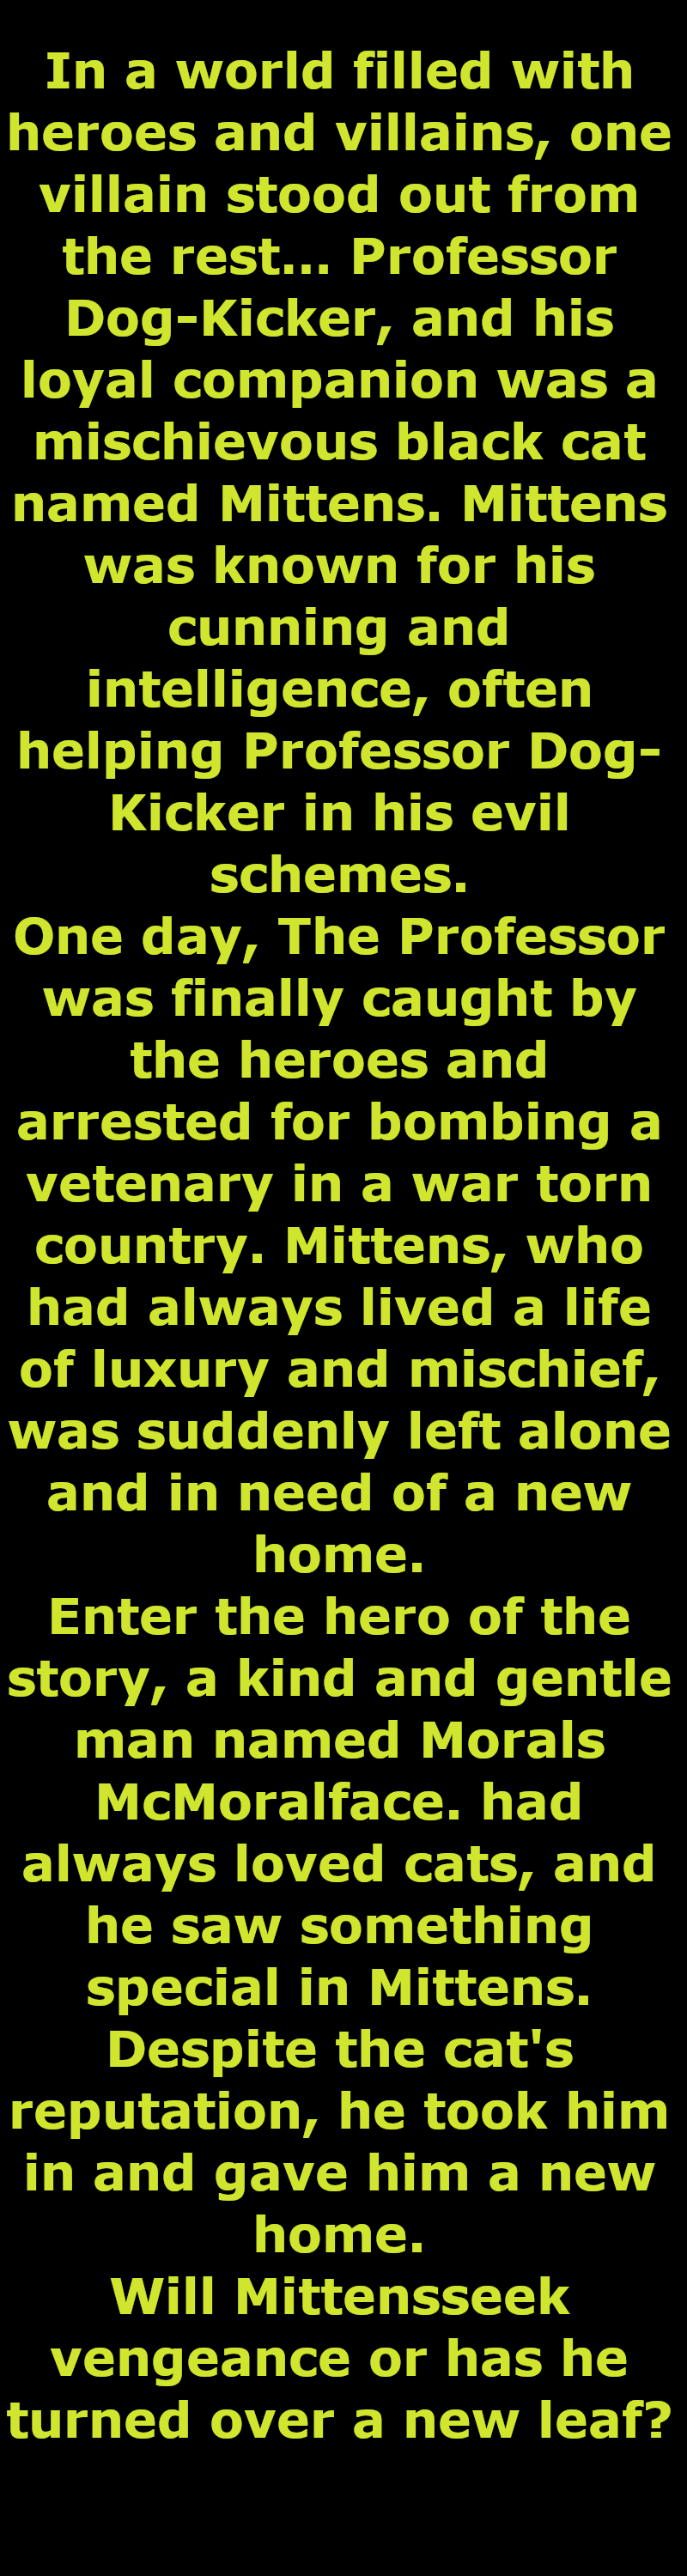 In a world filled with
heroes and villains, one
villain stood out from
the rest... Professor
Dog-Kicker, and his
loyal companion was a
mischievous black cat
named Mittens. Mittens
was known for his
cunning and
intelligence, often
helping Professor Dog-
Kicker in his evil
schemes.
One day, The Professor
was finally caught by
the heroes and
arrested for bombing a
vetenary in a war torn
country. Mittens, who
had always lived a life
of luxury and mischief,
was suddenly left alone
and in need of a new
home.
Enter the hero of the
story, a kind and gentle
man named Morals
McMoralface. had
always loved cats, and
he saw something
special in Mittens.
Despite the cat's
reputation, he took him
in and gave him a new
home.
Will Mittensseek
vengeance or has he
turned over a new leaf?